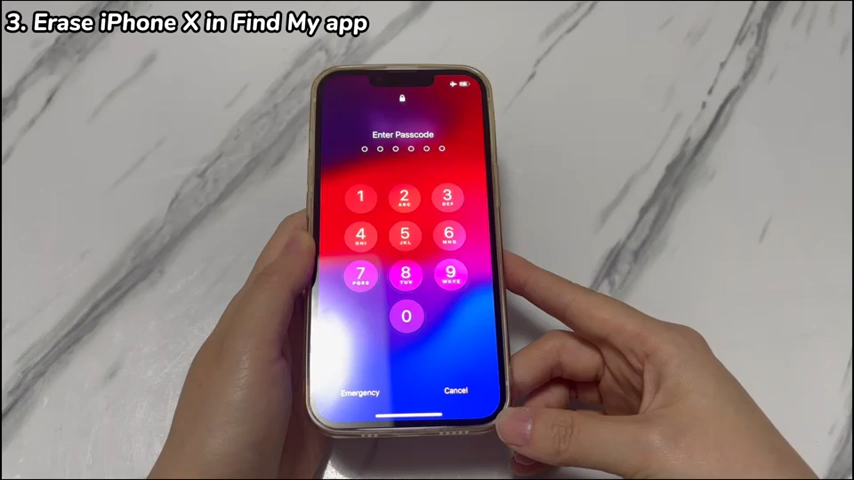 3. Erase iPhone X in Find My app
Enter Passcode
1 2 3
ABC DEF
4 5 6
GHI JKL MNO
7 8 9
PQRS TUV WXYZ
0
Emergency Cancel